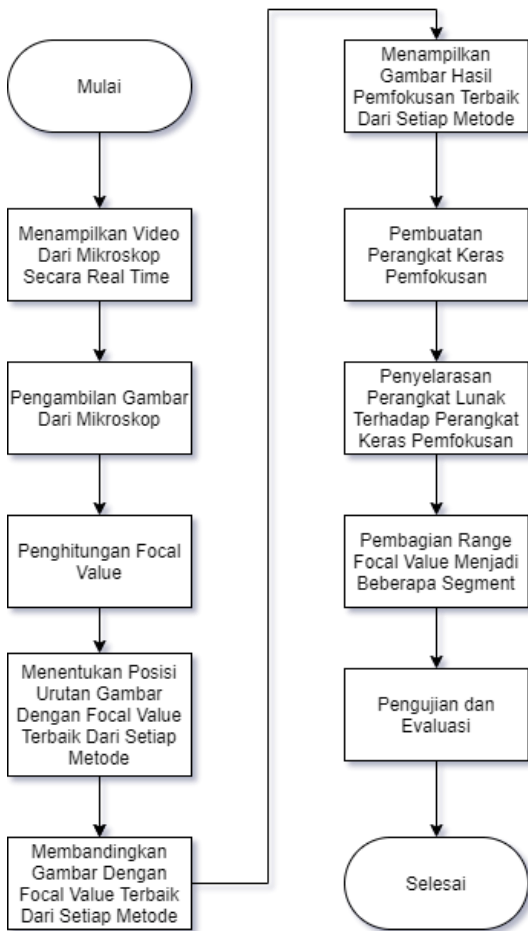 Mulai
Menampilkan Video
Dari Mikroskop
Secara Real Time
Pengambilan Gambar
Dari Mikroskop
Penghitungan Focal
Value
Menentukan Posisi
Urutan Gambar
Dengan Focal Value
Terbaik Dari Setiap
Metode
Membandingkan
Gambar Dengan
Focal Value Terbaik
Dari Setiap Metode
Menampilkan
Gambar Hasil
Pemfokusan Terbaik
Dari Setiap Metode
Pembuatan
Perangkat Keras
Pemfokusan
Penyelarasan
Perangkat Lunak
Terhadap Perangkat
Keras Pemfokusan
Pembagian Range
Focal Value Menjadi
Beberapa Segment
Pengujian dan
Evaluasi
Selesai